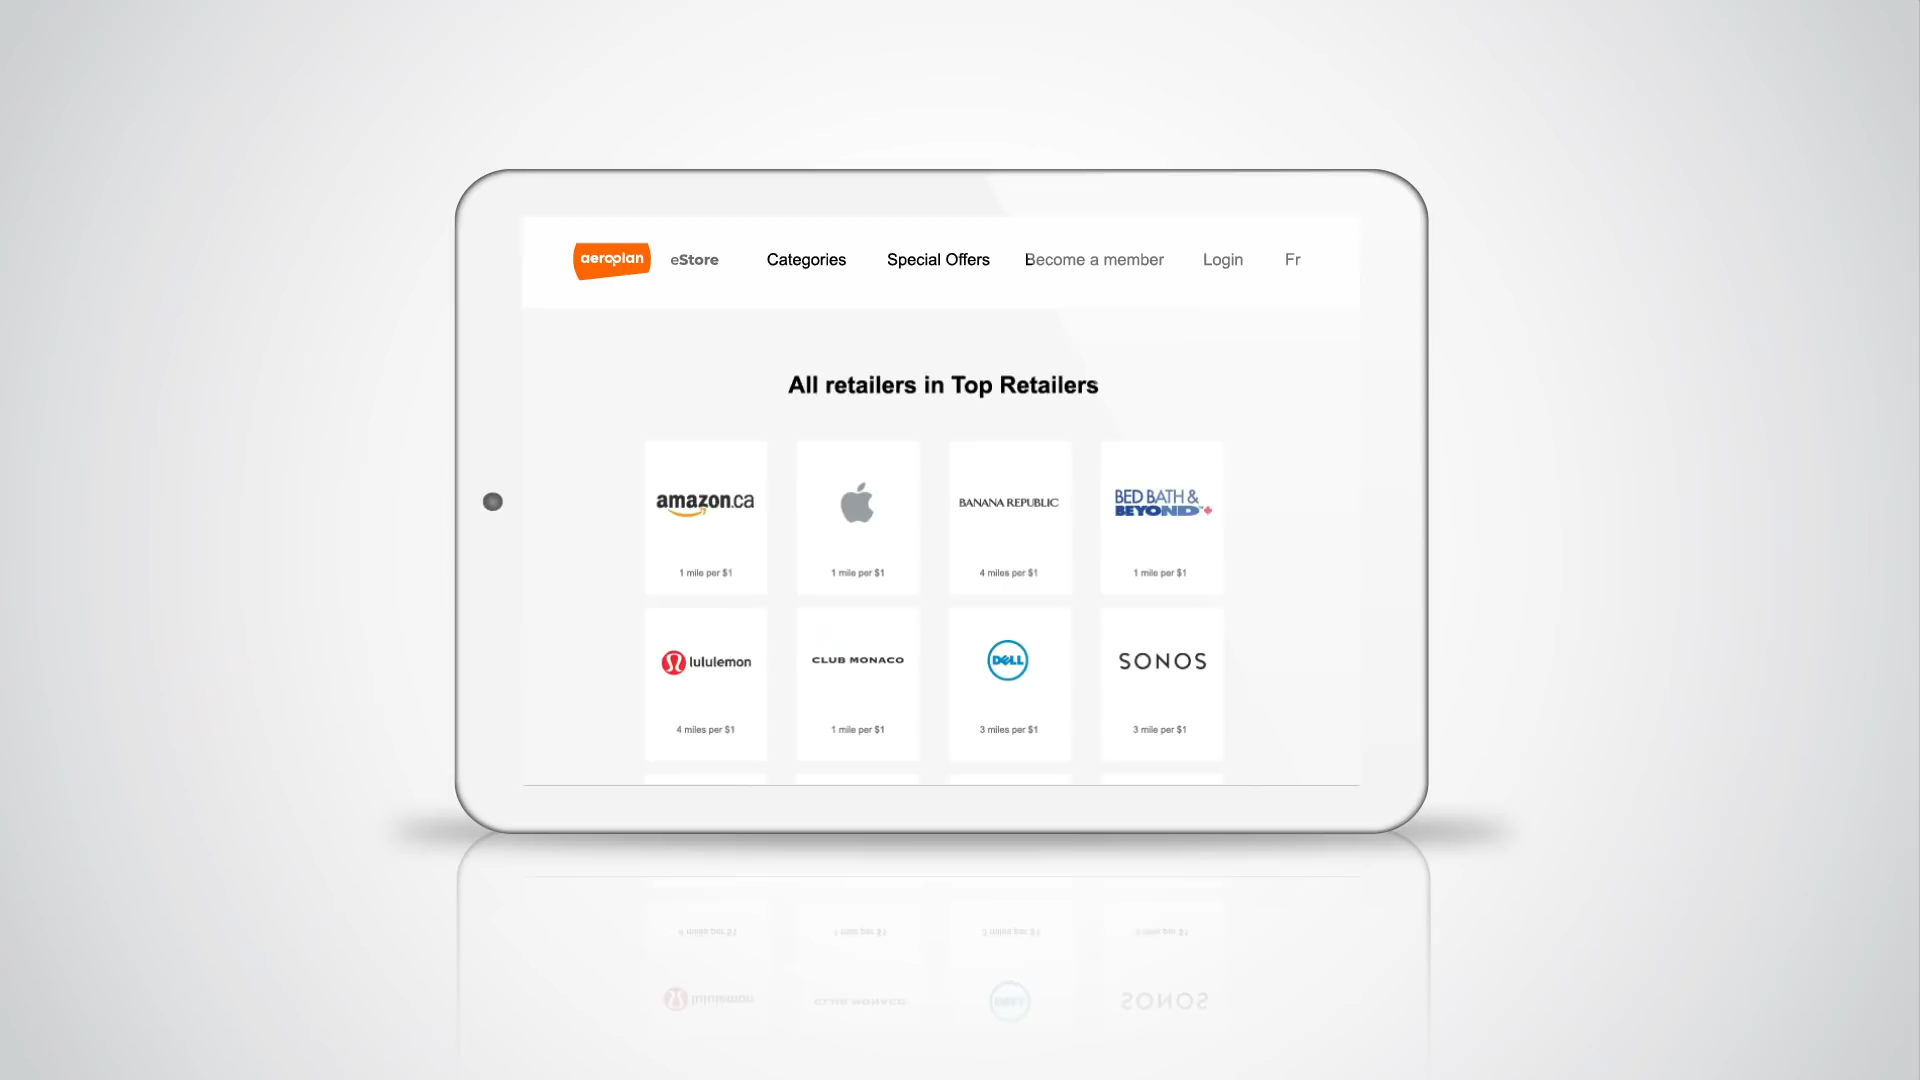 aeroplan eStore Categories Special Offers Become a member Login Fr
All retailers in Top Retailers
amazon.ca BANANA REPUBLIC BED BATH & BEYOND
1 mile per $1 1 mile per $1 4 miles per $1 1 mile per $1
lululemon CLUB MONACO DELL SONOS
4 miles per $1 1 mile per $1 3 miles per $1 3 mile per $1